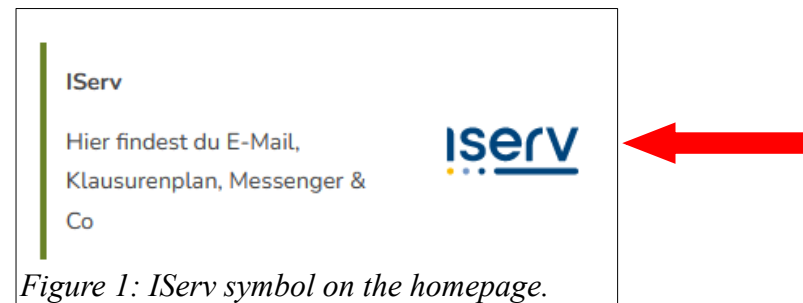 IServ
Hier findest du E-Mail,
Klausurenplan, Messenger &
Co
ISerV
Figure 1: IServ symbol on the homepage.